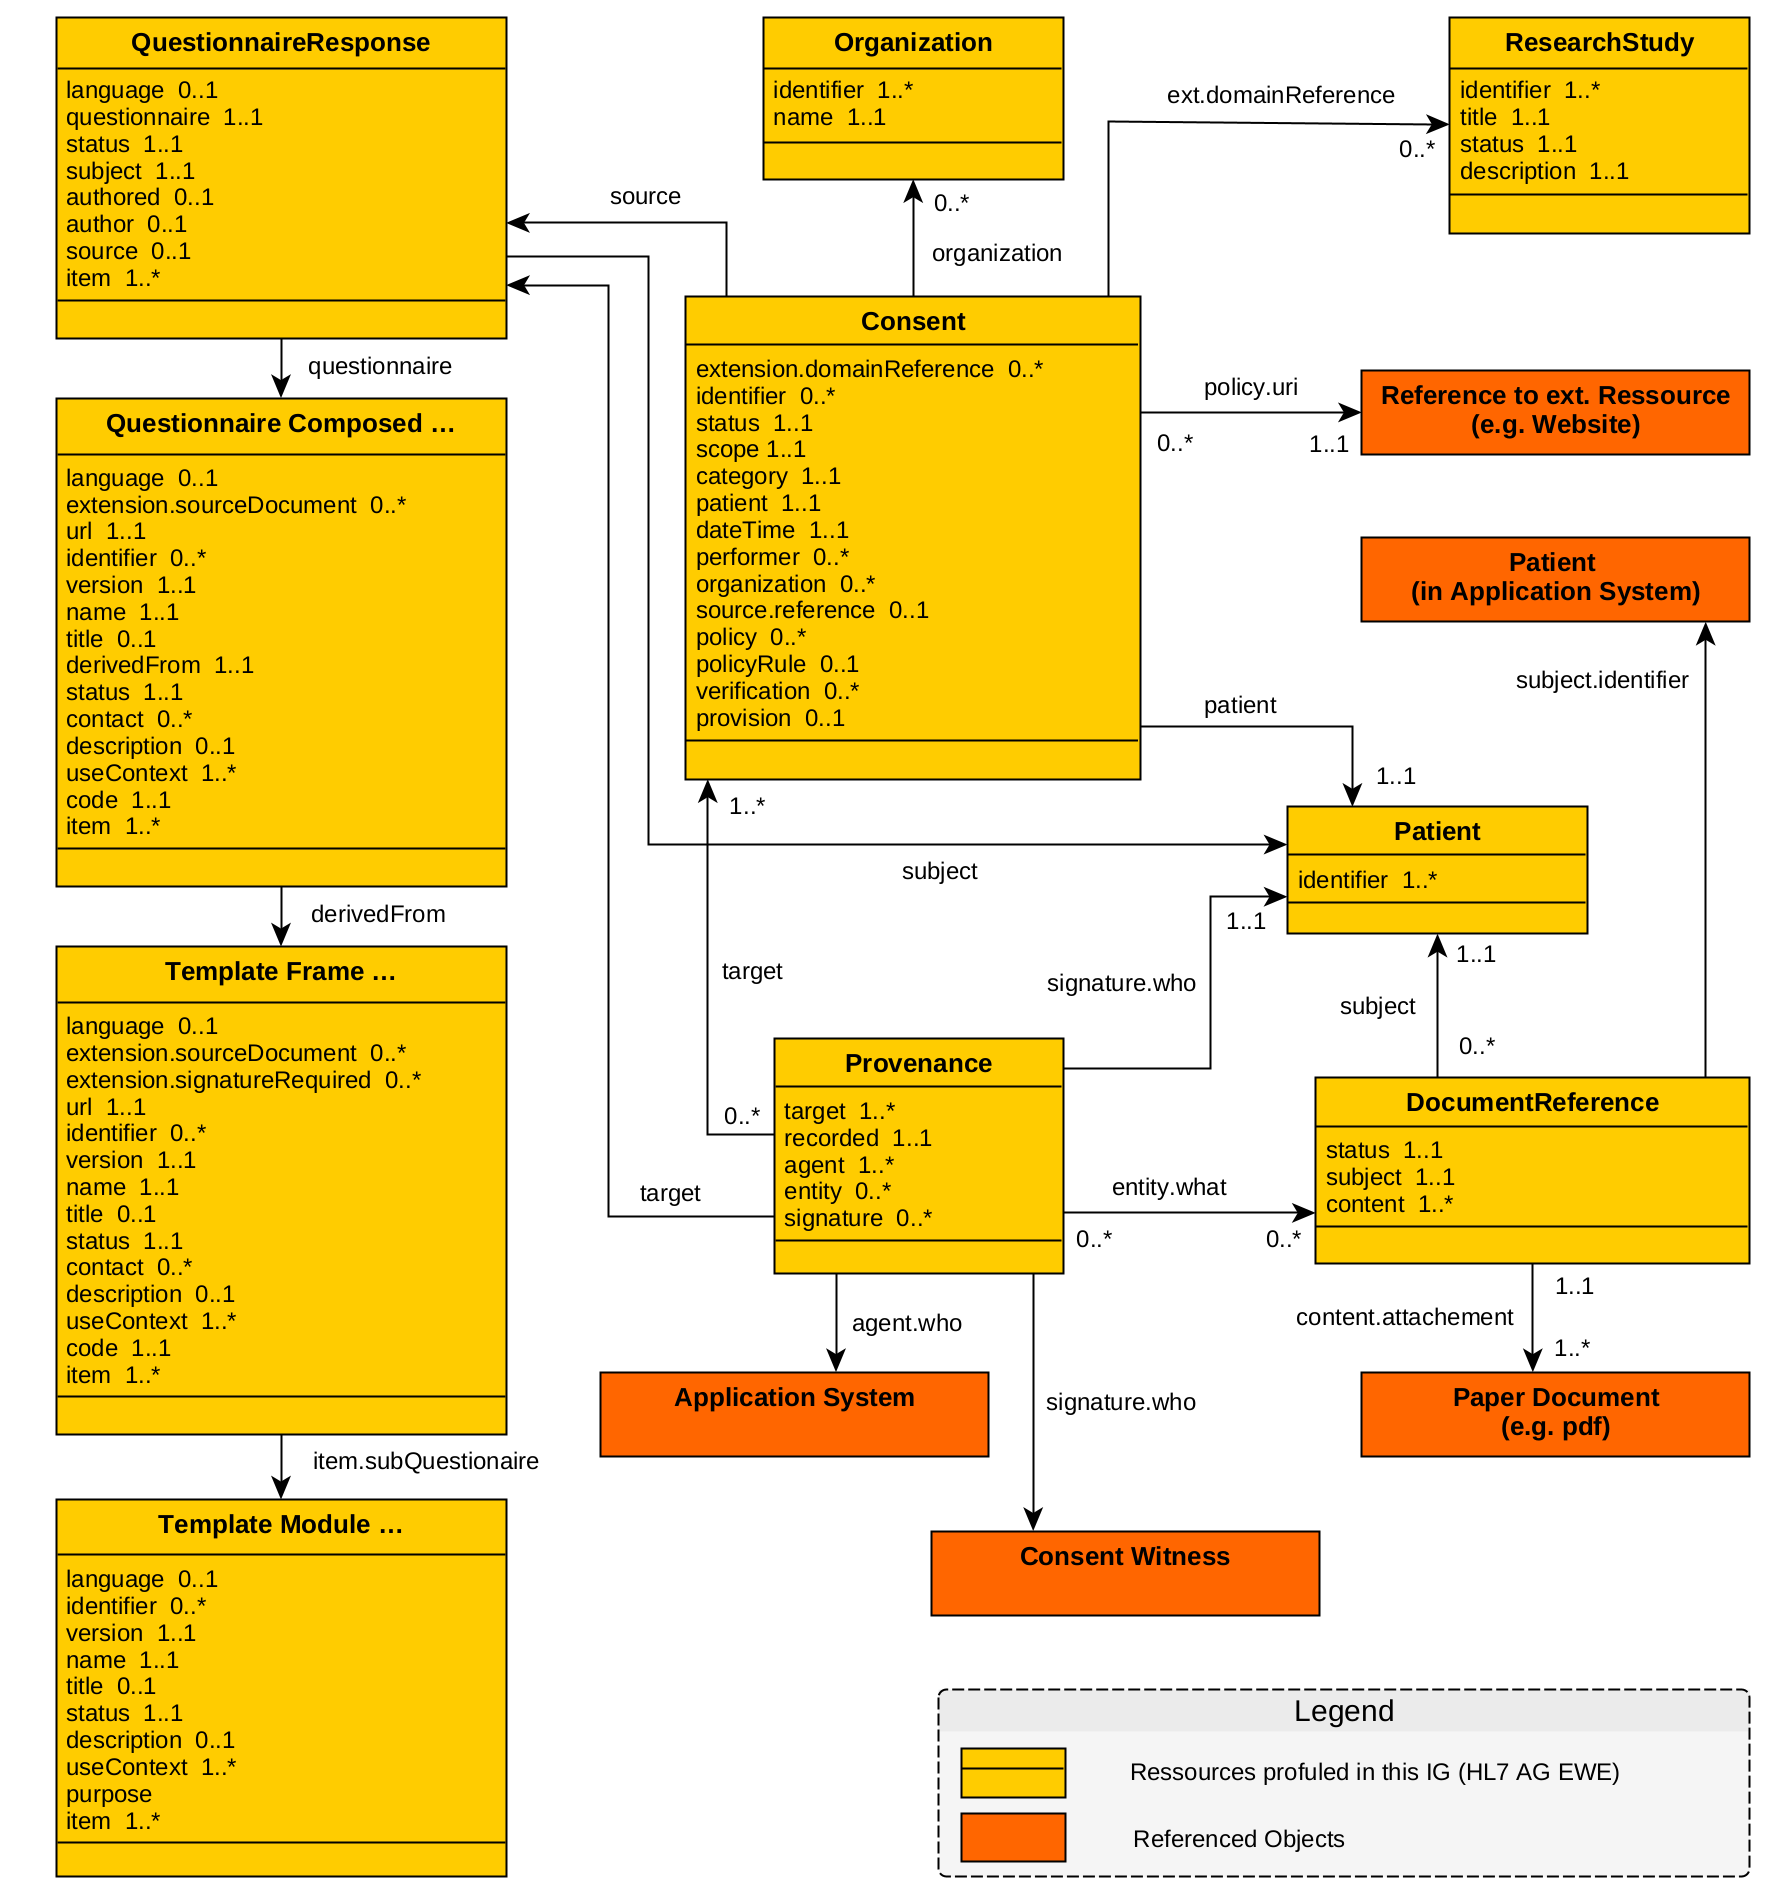 QuestionnaireResponse
language  0..1
questionnaire  1..1
status  1..1
subject  1..1
authored  0..1
author  0..1
source  0..1
item  1..*
questionnaire
Questionnaire Composed …
language  0..1
extension.sourceDocument  0..*
url  1..1
identifier  0..*
version  1..1
name  1..1
title  0..1
derivedFrom  1..1
status  1..1
contact  0..*
description  0..1
useContext  1..*
code  1..1
item  1..*
derivedFrom
Template Frame …
language  0..1
extension.sourceDocument  0..*
extension.signatureRequired  0..*
url  1..1
identifier  0..*
version  1..1
name  1..1
title  0..1
status  1..1
contact  0..*
description  0..1
useContext  1..*
code  1..1
item  1..*
item.subQuestionaire
Template Module …
language  0..1
identifier  0..*
version  1..1
name  1..1
title  0..1
status  1..1
description  0..1
useContext  1..*
purpose
item  1..*
Organization
identifier  1..*
name  1..1
0..*
organization
source
ext.domainReference
0..*
ResearchStudy
identifier  1..*
title  1..1
status  1..1
description  1..1
Consent
extension.domainReference  0..*
identifier  0..*
status  1..1
scope 1..1
category  1..1
patient  1..1
dateTime  1..1
performer  0..*
organization  0..*
source.reference  0..1
policy  0..*
policyRule  0..1
verification  0..*
provision  0..1
policy.uri
0..*
1..1
Reference to ext. Ressource
(e.g. Website)
Patient
(in Application System)
subject.identifier
patient
1..1
1..*
subject
Patient
identifier  1..*
1..1
1..1
target
signature.who
subject
0..*
0..*
target
Provenance
target  1..*
recorded  1..1
agent  1..*
entity  0..*
signature  0..*
entity.what
0..*
0..*
DocumentReference
status  1..1
subject  1..1
content  1..*
1..1
content.attachement
1..*
agent.who
signature.who
Application System
Paper Document
(e.g. pdf)
Consent Witness
Legend
Ressources profuled in this IG (HL7 AG EWE)
Referenced Objects